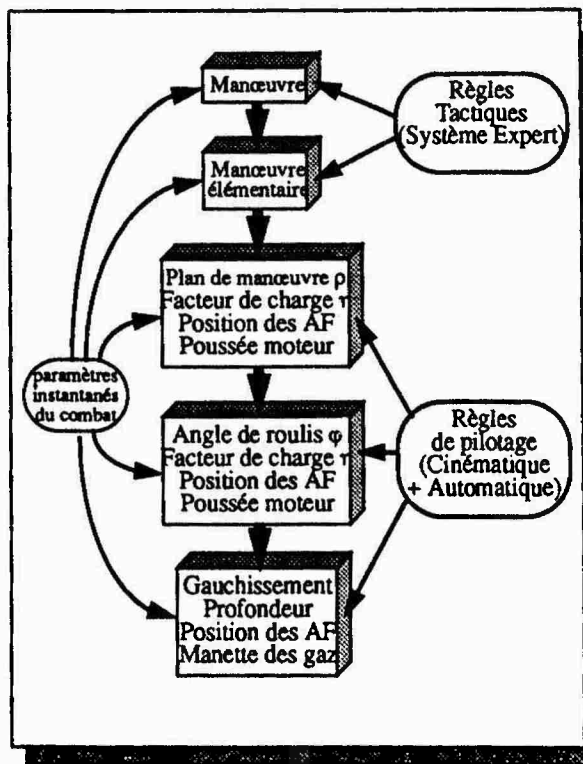 Manœuvre
Règles
Tactiques
(Système Expert)
Manœuvre
élémentaire
Plan de manœuvre ρ
Facteur de charge η
Position des AF
Poussée moteur
paramètres
instantanés
du combat
Angle de roulis φ
Facteur de charge η
Position des AF
Poussée moteur
Règles
de pilotage
(Cinématique
+ Automatique)
Gauchissement
Profondeur
Position des AF
Manette des gaz